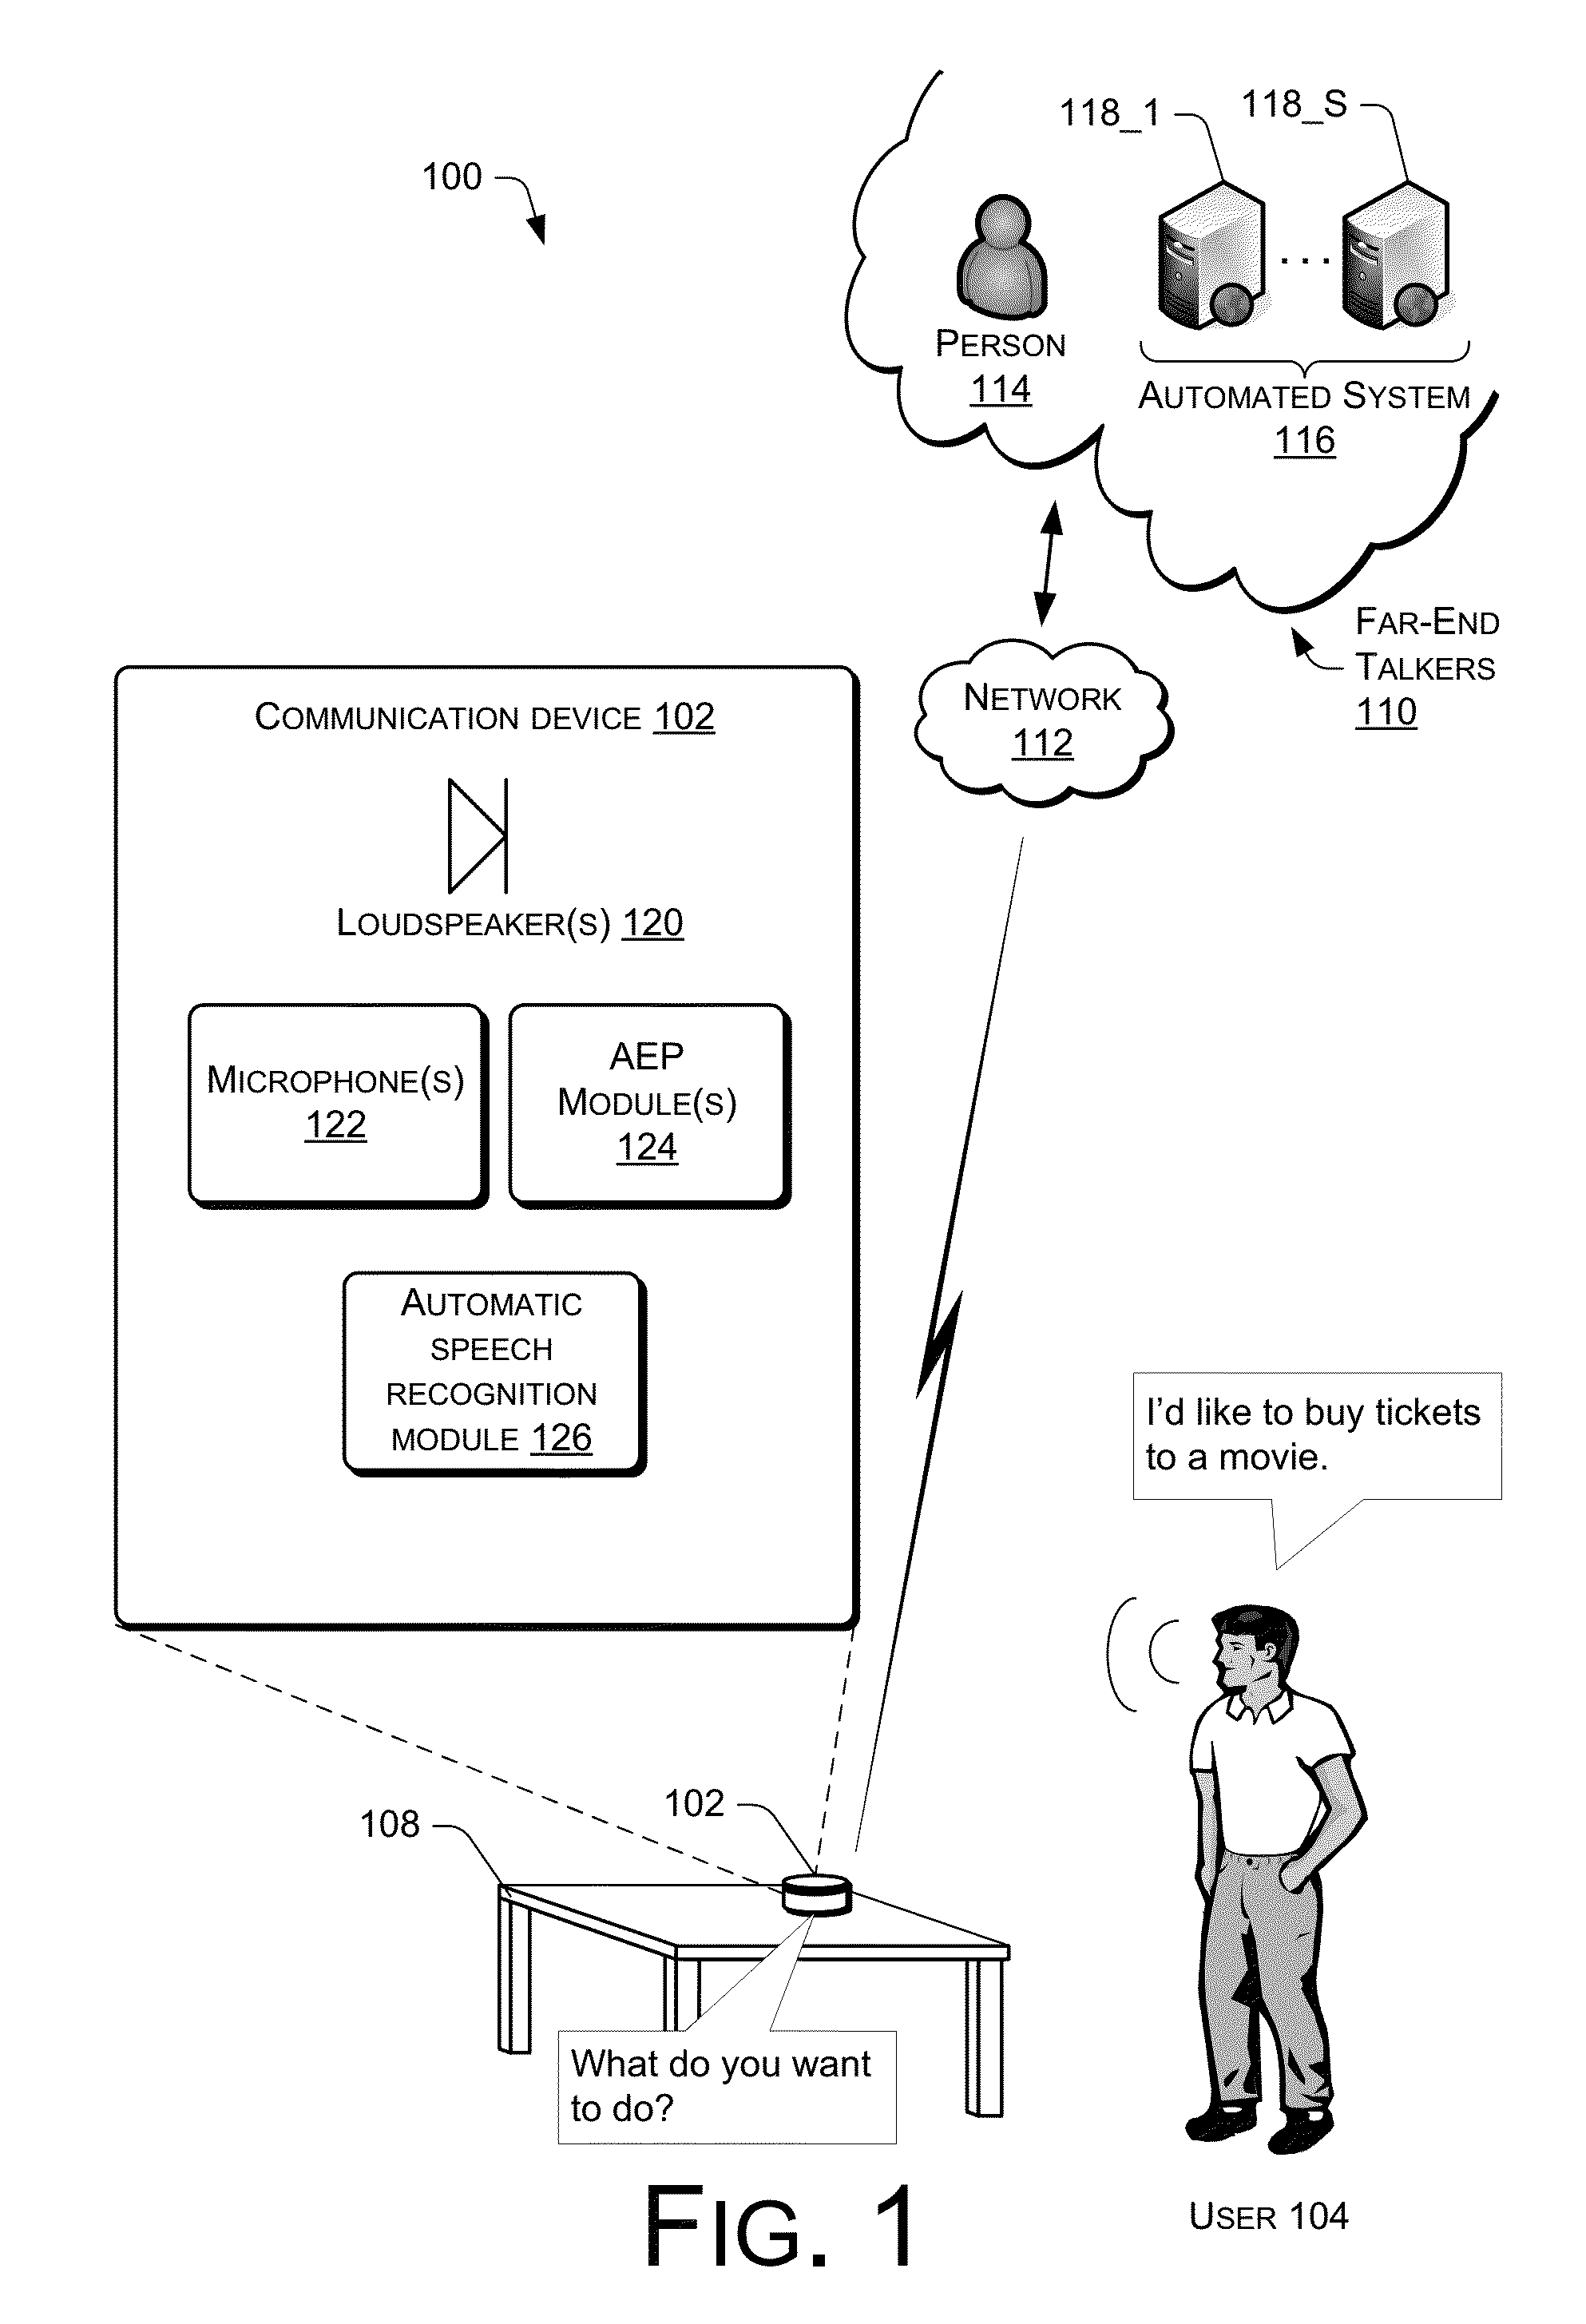 118_1
118_S
100
PERSON
114
AUTOMATED SYSTEM
116
FAR-END
TALKERS
110
NETWORK
112
COMMUNICATION DEVICE 102
LOUDSPEAKER(S) 120
MICROPHONE(S)
122
AEP
MODULE(S)
124
AUTOMATIC
SPEECH
RECOGNITION
MODULE 126
I'd like to buy tickets
to a movie.
102
108
What do you want
to do?
USER 104
FIG. 1